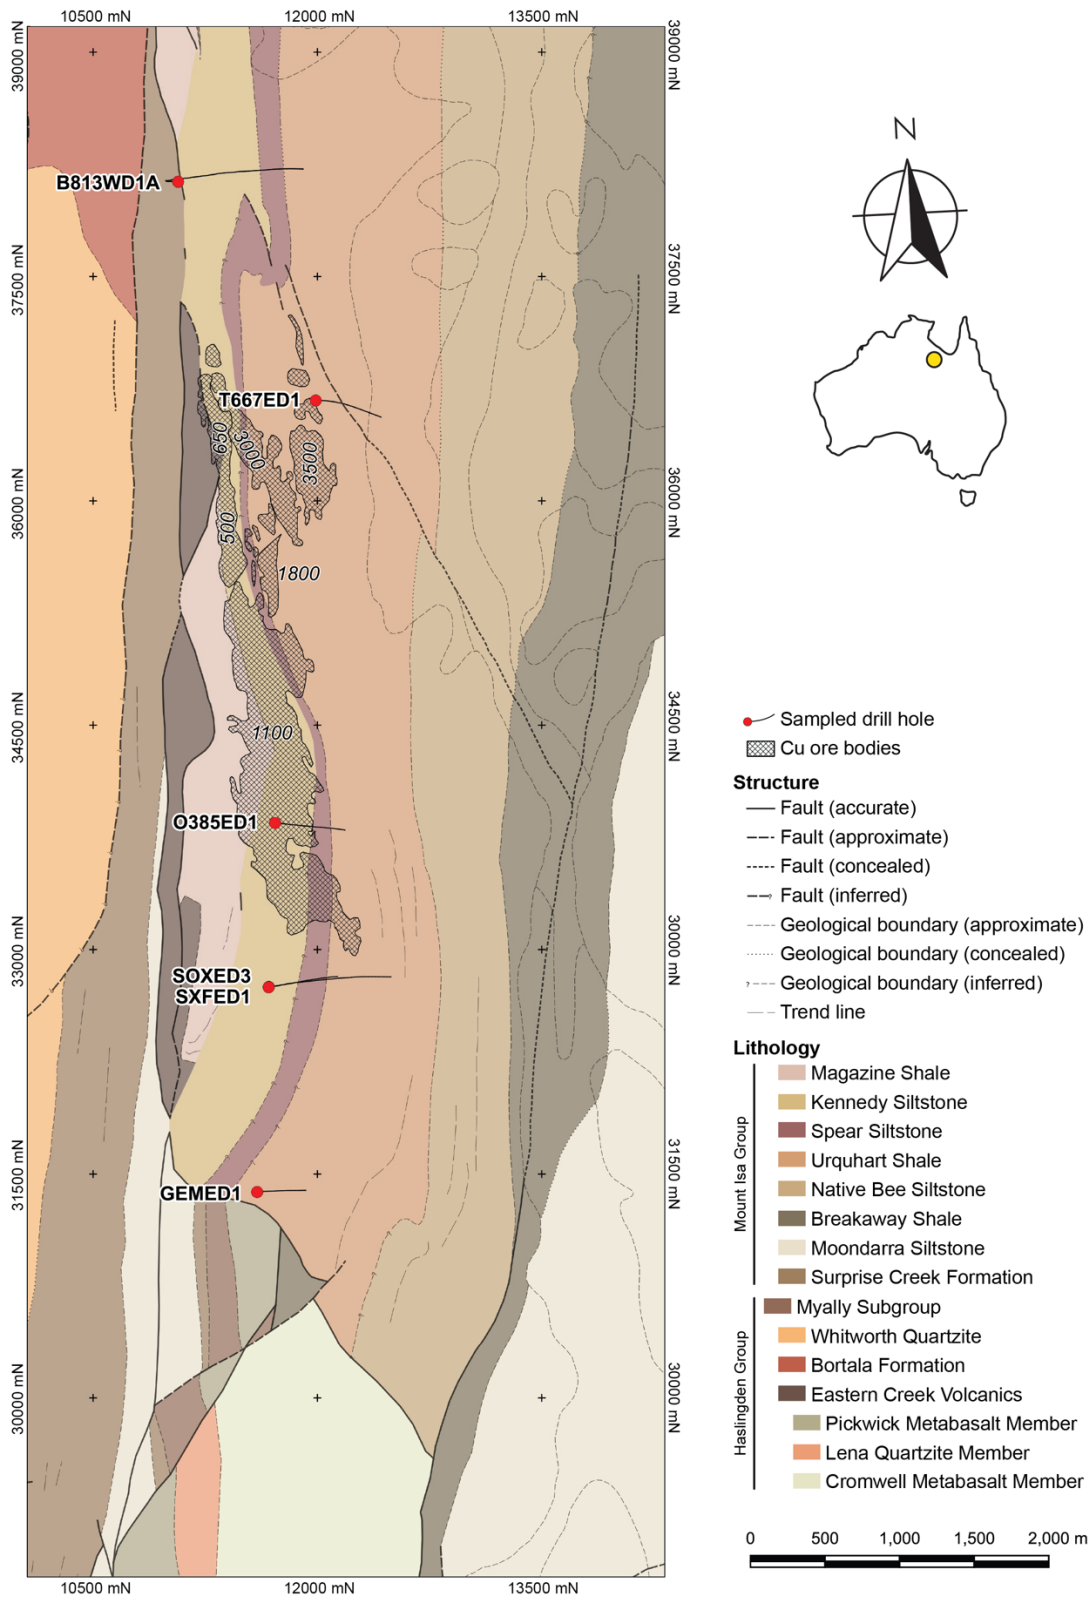 10500 mN
12000 mN
13500 mN
39000 mN
390000 mN
N
B813WD1A
37500 mN
375000 mN
T667ED1
650
3000
3500
36000 mN
360000 mN
500
1800
34500 mN
34500 mN
1100
O385ED1
33000 mN
30000 mN
SOXED3
SXFED1
31500 mN
315000 mN
GEMED1
30000 mN
30000 mN
10500 mN
12000 mN
13500 mN
Sampled drill hole
Cu ore bodies
Structure
Fault (accurate)
Fault (approximate)
Fault (concealed)
Fault (inferred)
Geological boundary (approximate)
Geological boundary (concealed)
Geological boundary (inferred)
Trend line
Lithology
Mount Isa Group
Magazine Shale
Kennedy Siltstone
Spear Siltstone
Urquhart Shale
Native Bee Siltstone
Breakaway Shale
Moondarra Siltstone
Surprise Creek Formation
Haslingden Group
Myally Subgroup
Whitworth Quartzite
Bortala Formation
Eastern Creek Volcanics
Pickwick Metabasalt Member
Lena Quartzite Member
Cromwell Metabasalt Member
0 500 1,000 1,500 2,000 m